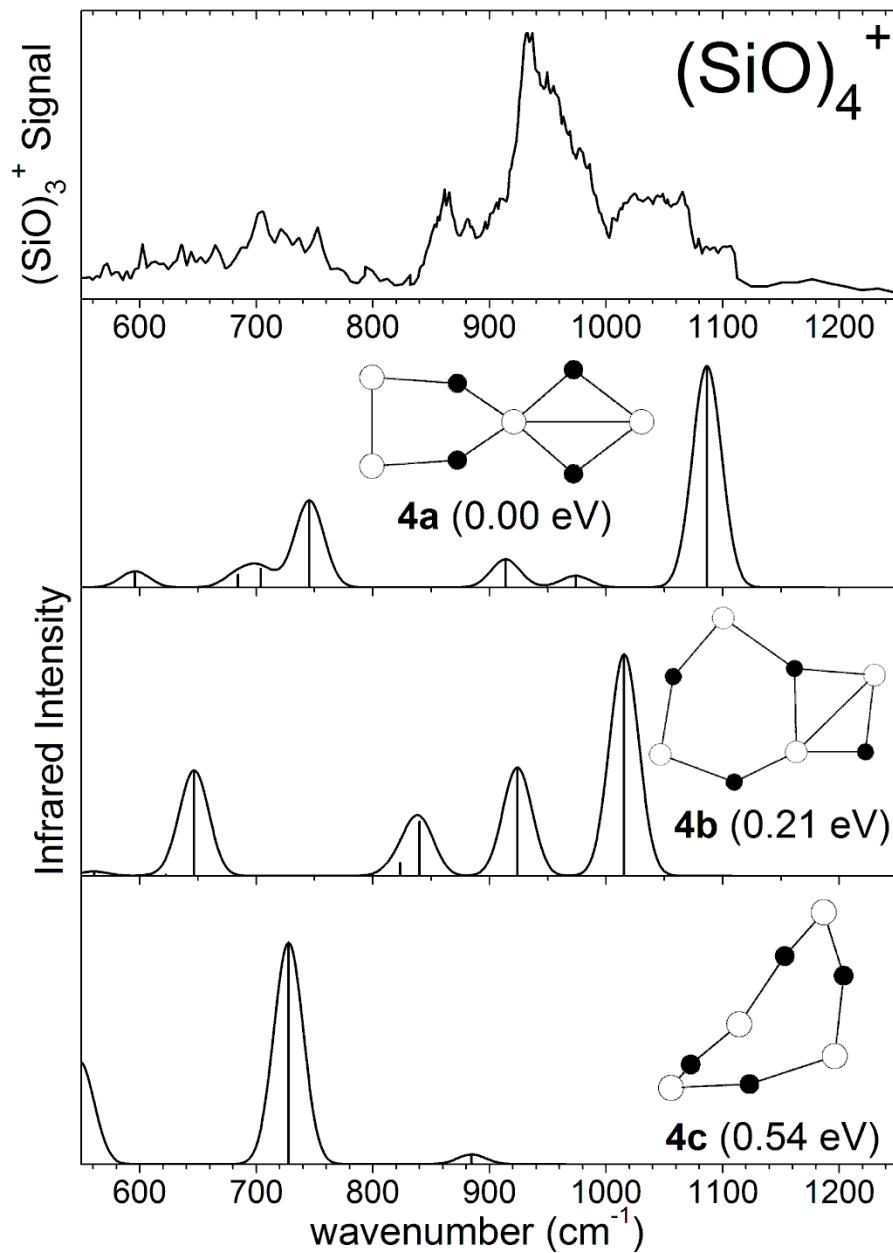 (SiO)₄⁺
(SiO)₃⁺ Signal
600 700 800 900 1000 1100 1200
4a (0.00 eV)
Infrared Intensity
4b (0.21 eV)
4c (0.54 eV)
600 700 800 900 1000 1100 1200
wavenumber (cm⁻¹)